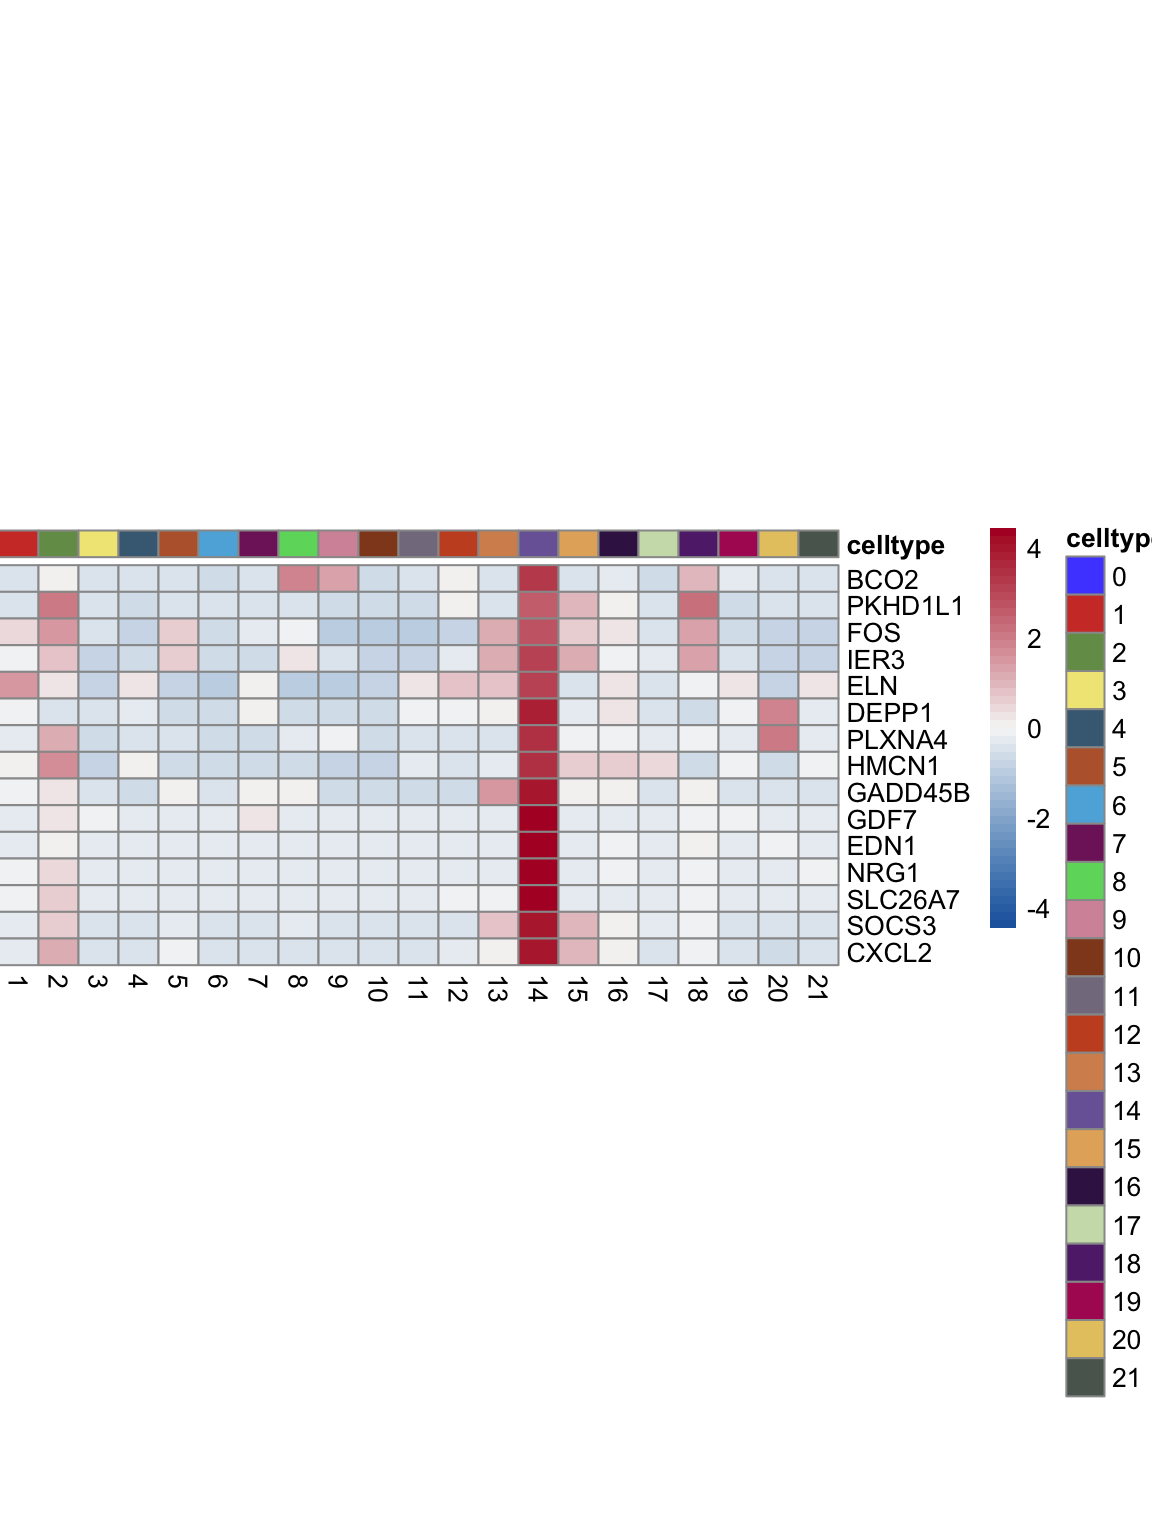 celltype
BCO2
PKHD1L1
FOS
IER3
ELN
DEPP1
PLXNA4
HMCN1
GADD45B
GDF7
EDN1
NRG1
SLC26A7
SOCS3
CXCL2
1 2 3 4 5 6 7 8 9 10 11 12 13 14 15 16 17 18 19 20 21
4
2
0
-2
-4
celltyp
0
1
2
3
4
5
6
7
8
9
10
11
12
13
14
15
16
17
18
19
20
21